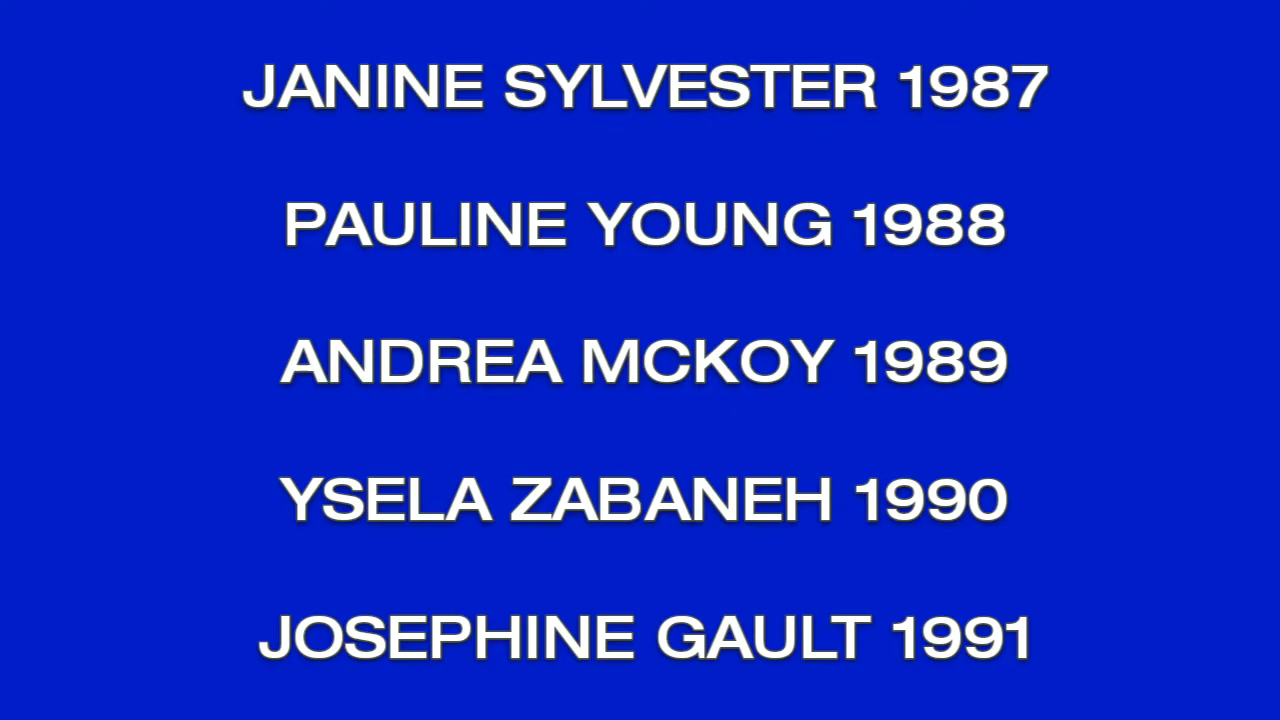 JANINE SYLVESTER 1987
PAULINE YOUNG 1988
ANDREA MCKOY 1989
YSELA ZABANEH 1990
JOSEPHINE GAULT 1991